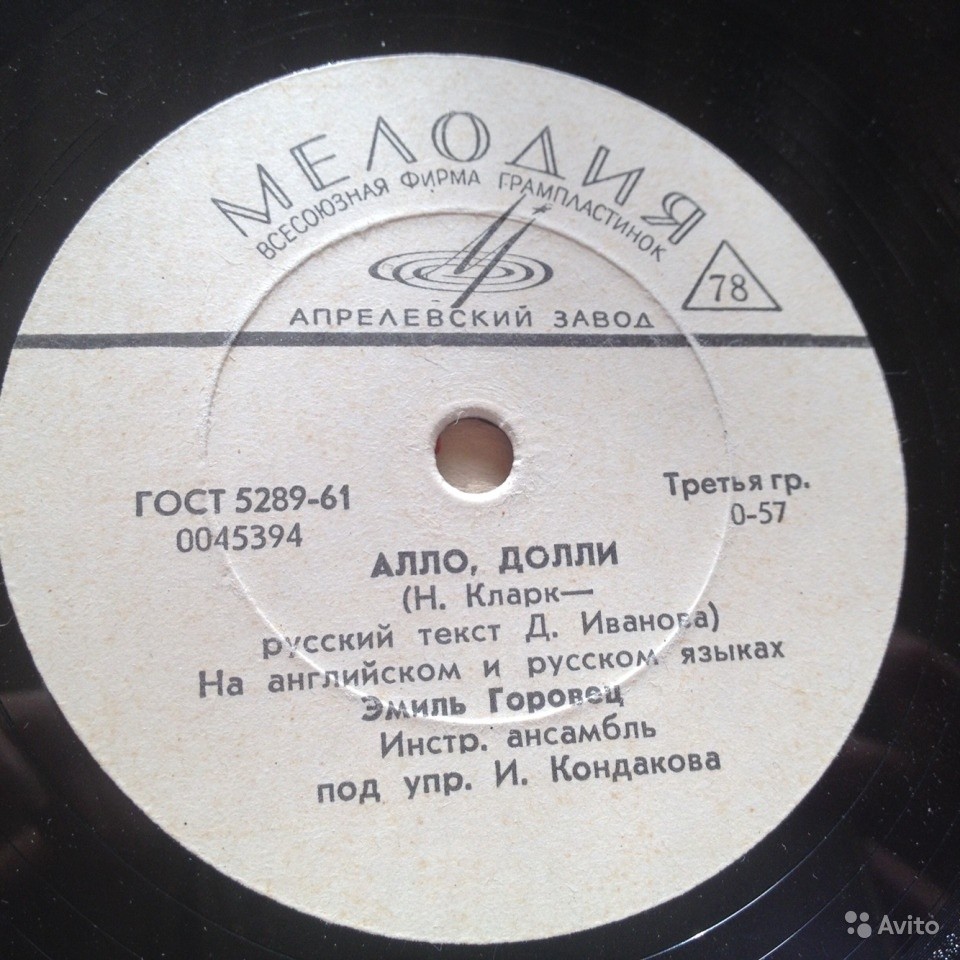 МЕЛОДИЯ
ВСЕСОЮЗНАЯ ФИРМА ГРАМПЛАСТИНОК
78
АПРЕЛЕВСКИЙ ЗАВОД
ГОСТ 5289-61
0045394
Третья гр.
0-57
АЛЛО, ДОЛЛИ
(Н. Кларк—
русский текст Д. Иванова)
На английском и русском языках
Эмиль Горовец
Инстр. ансамбль
под упр. И. Кондакова
Avito